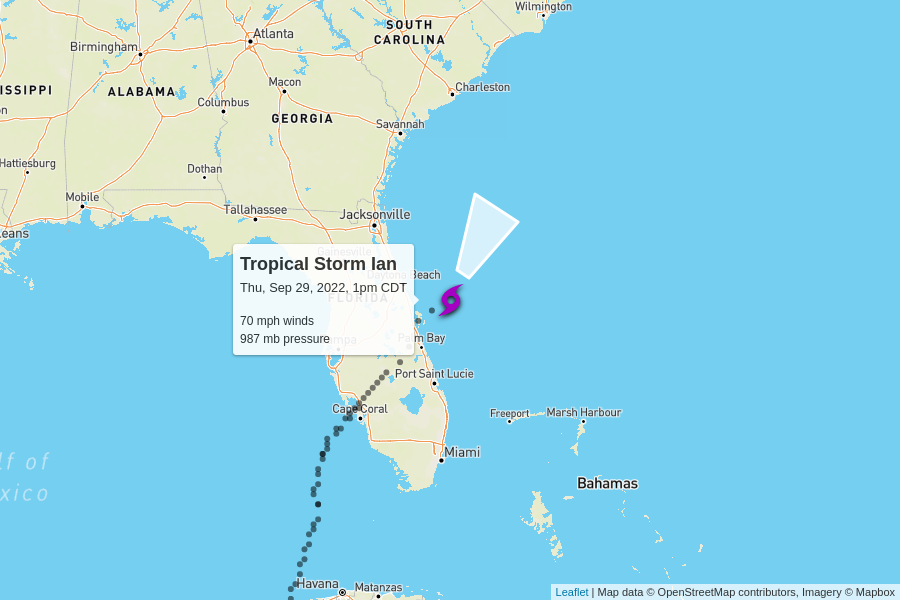 Wilmington
SOUTH
CAROLINA
Atlanta
Birmingham
Macon
Charleston
ISSIPPI
ALABAMA
Columbus
GEORGIA
Savannah
Hattiesburg
Dothan
Mobile
Tallahassee
Jacksonville
eans
Tropical Storm Ian
Thu, Sep 29, 2022, 1pm CDT
70 mph winds
987 mb pressure
Daytona Beach
FLORIDA
Palm Bay
Port Saint Lucie
Cape Coral
Freeport
Marsh Harbour
Miami
lf of
xico
Bahamas
Havana
Matanzas
Leaflet | Map data © OpenStreetMap contributors, Imagery © Mapbox